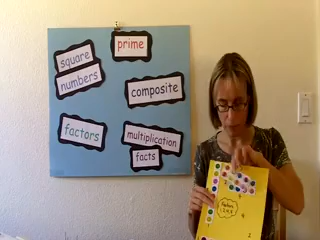 prime
square
numbers
composite
factors
multiplication
facts